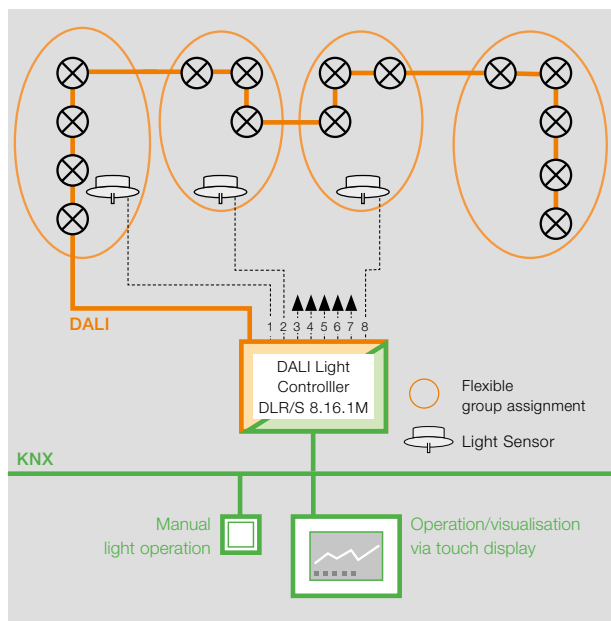 DALI
1 2 3 4 5 6 7 8
DALI Light
Controlller
DLR/S 8.16.1M
Flexible
group assignment
Light Sensor
KNX
Manual
light operation
Operation/visualisation
via touch display